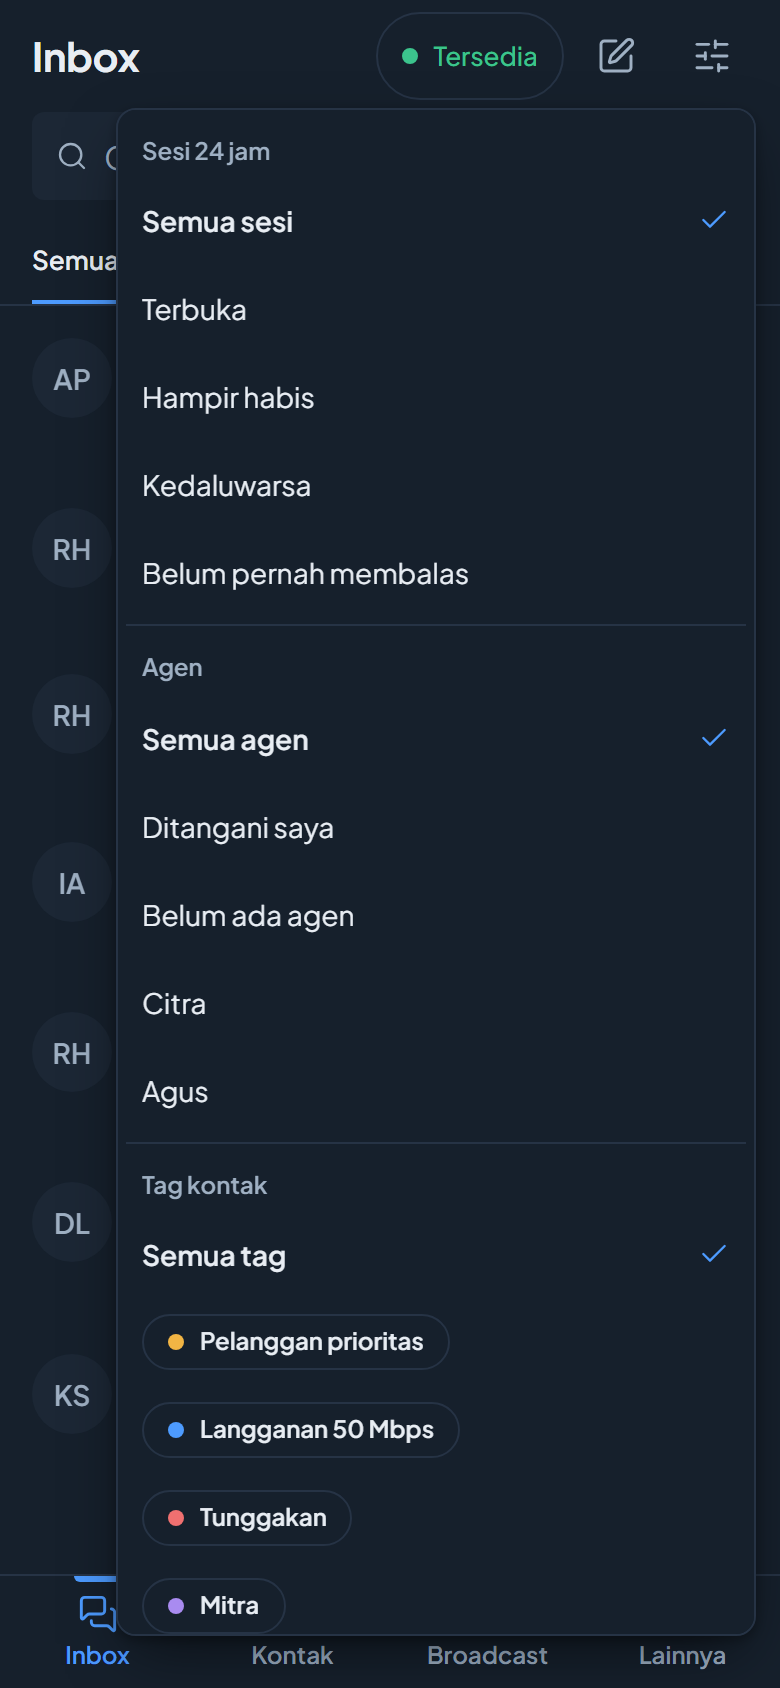 Inbox
Tersedia
Sesi 24 jam
Semua sesi
Semua
Terbuka
AP
Hampir habis
Kedaluwarsa
RH
Belum pernah membalas
Agen
RH
Semua agen
Ditangani saya
IA
Belum ada agen
Citra
RH
Agus
Tag kontak
DL
Semua tag
Pelanggan prioritas
KS
Langganan 50 Mbps
Tunggakan
Mitra
Inbox
Kontak
Broadcast
Lainnya